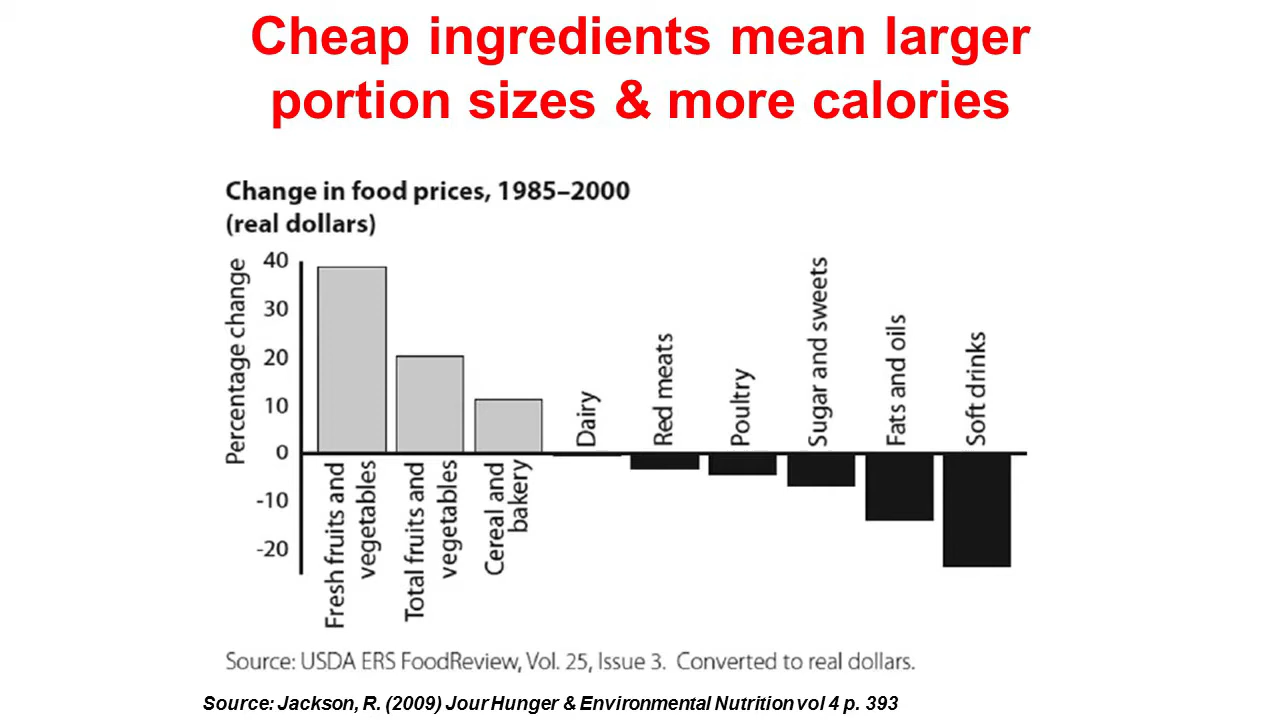 Cheap ingredients mean larger
portion sizes & more calories
Change in food prices, 1985–2000
(real dollars)
Percentage change
40
30
20
10
0
-10
-20
Fresh fruits and
vegetables
Total fruits and
vegetables
Cereal and
bakery
Dairy
Red meats
Poultry
Sugar and sweets
Fats and oils
Soft drinks
Source: USDA ERS FoodReview, Vol. 25, Issue 3. Converted to real dollars.
Source: Jackson, R. (2009) Jour Hunger & Environmental Nutrition vol 4 p. 393